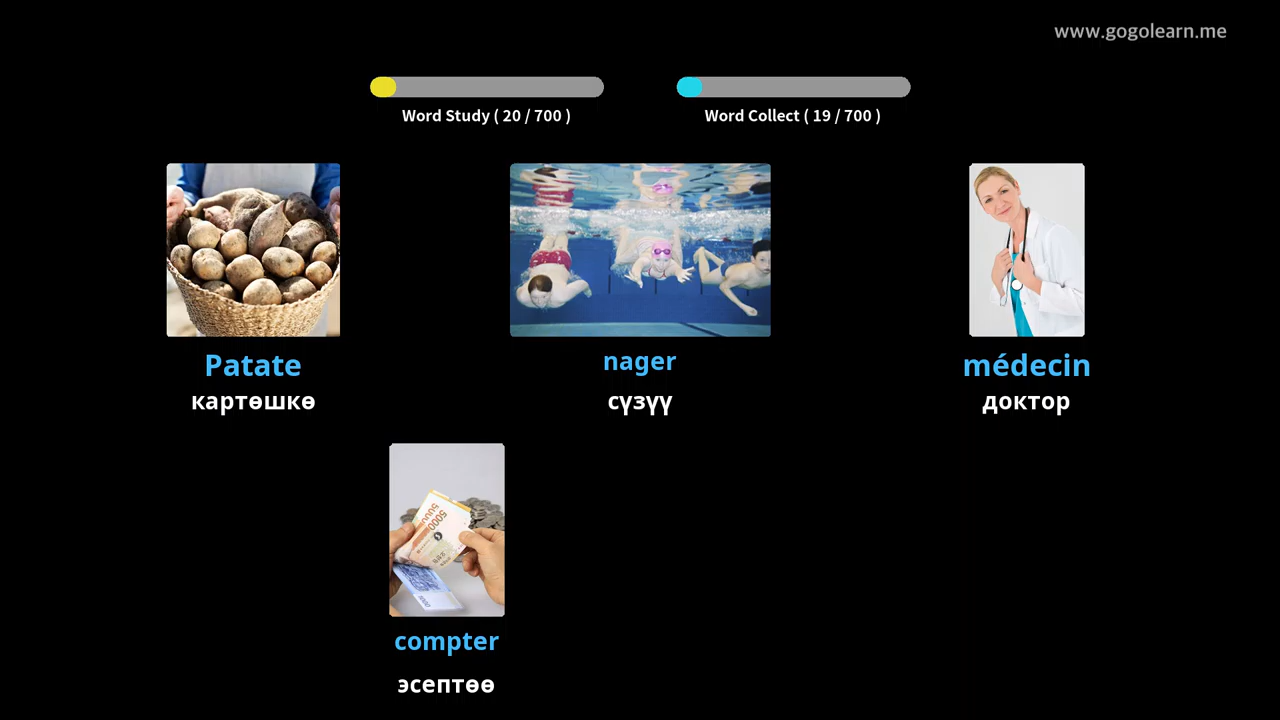 www.gogolearn.me
Word Study ( 20 / 700 )
Word Collect ( 19 / 700 )
Patate
nager
médecin
картөшкө
сүзүү
доктор
5000
compter
эсептөө